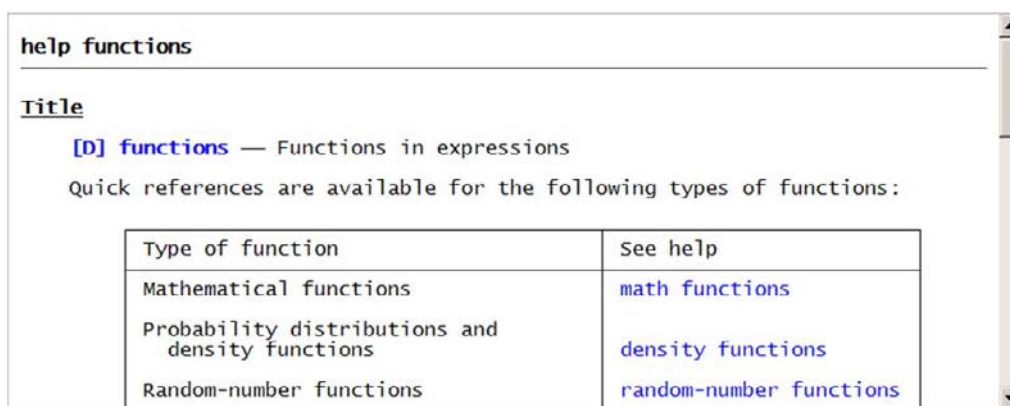 help functions
Title
[D] functions — Functions in expressions
Quick references are available for the following types of functions:
Type of function See help
Mathematical functions math functions
Probability distributions and
density functions density functions
Random-number functions random-number functions